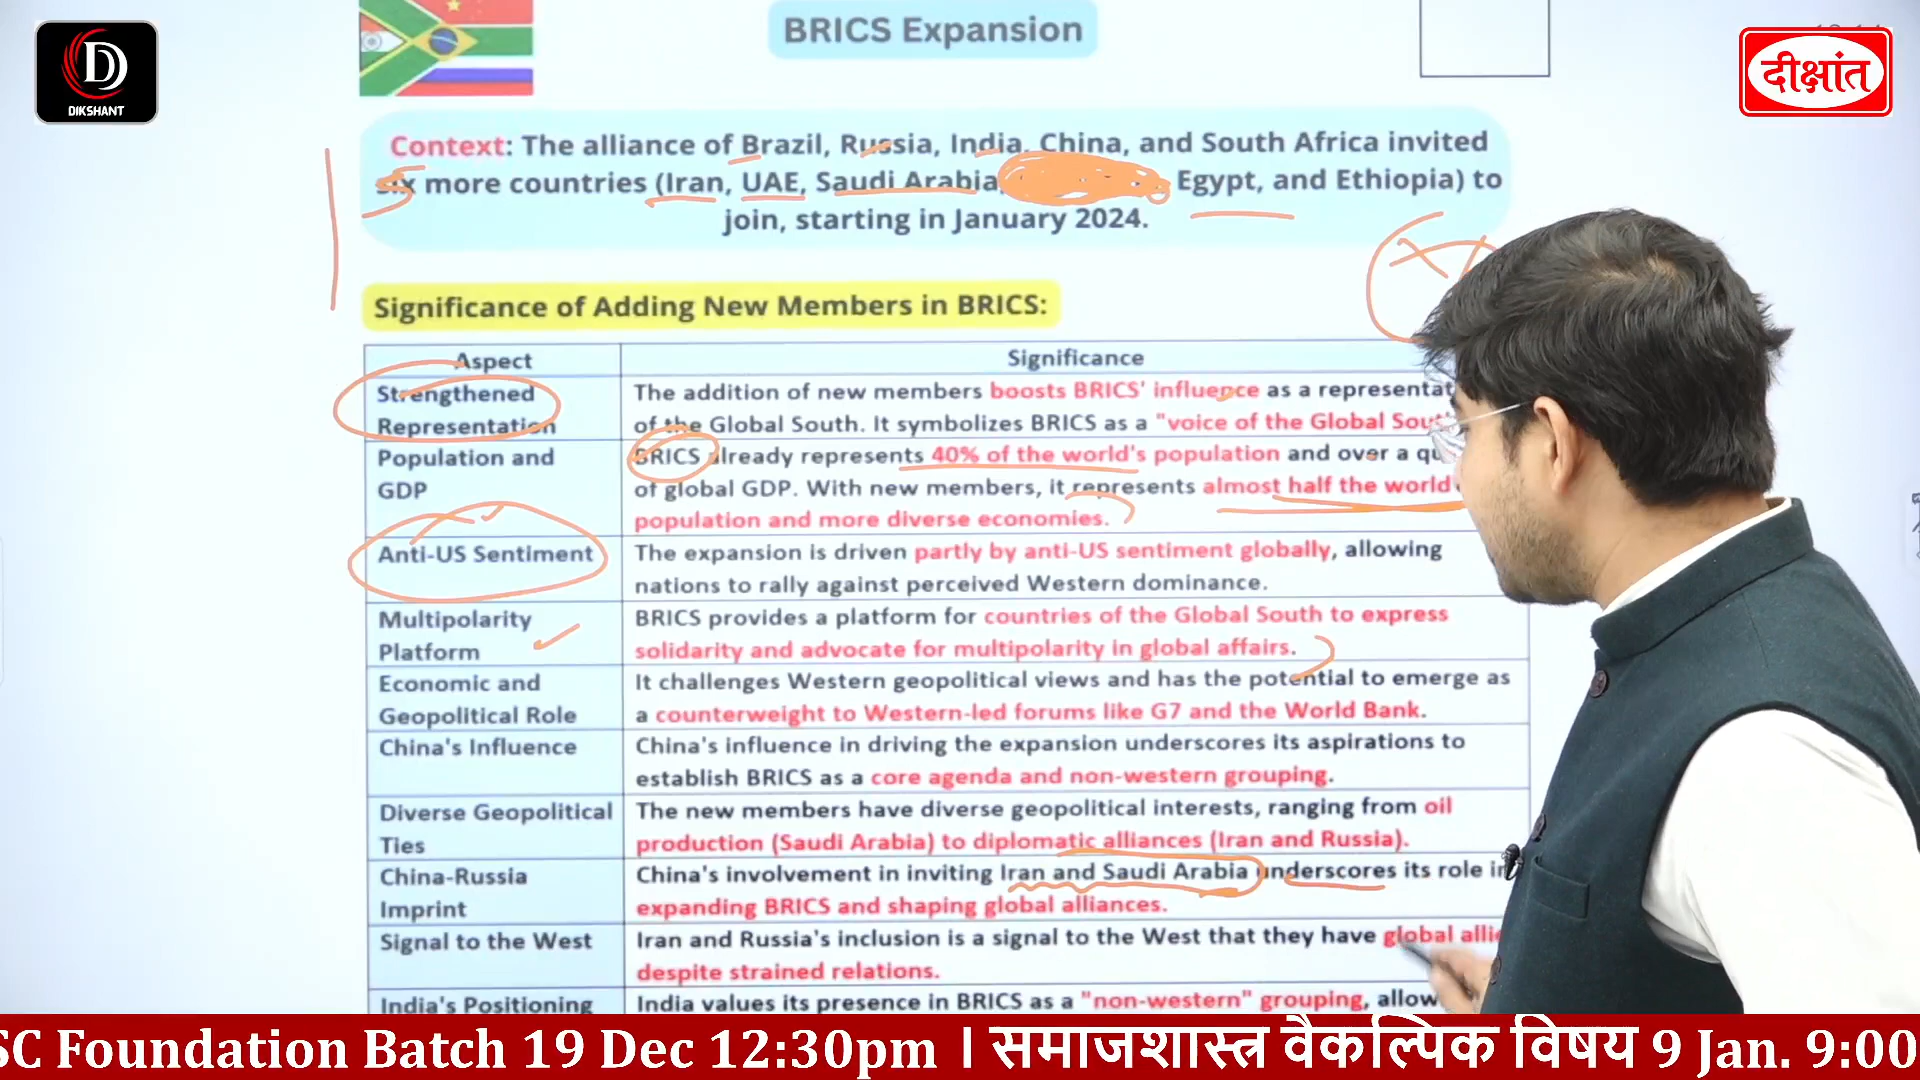 DIKSHANT
BRICS Expansion
दीक्षांत
Context: The alliance of Brazil, Russia, India, China, and South Africa invited
six more countries (Iran, UAE, Saudi Arabia, Egypt, and Ethiopia) to
5
join, starting in January 2024.
Significance of Adding New Members in BRICS:
Aspect Significance
Strengthened Representation
The addition of new members boosts BRICS' influence as a
of the Global South. It symbolizes BRICS as a "voice of the Global
Population and GDP
BRICS already represents 40% of the world's population and over a
of global GDP. With new members, it represents almost half the world
population and more diverse economies.
Anti-US Sentiment
The expansion is driven partly by anti-US sentiment globally, allowing
nations to rally against perceived Western dominance.
Multipolarity Platform
BRICS provides a platform for countries of the Global South to express
solidarity and advocate for multipolarity in global affairs.
Economic and Geopolitical Role
It challenges Western geopolitical views and has the potential to emerge as
a counterweight to Western-led forums like G7 and the World Bank.
China's Influence
China's influence in driving the expansion underscores its aspirations to
establish BRICS as a core agenda and non-western grouping.
Diverse Geopolitical Ties
The new members have diverse geopolitical interests, ranging from oil
production (Saudi Arabia) to diplomatic alliances (Iran and Russia).
China-Russia Imprint
China's involvement in inviting Iran and Saudi Arabia underscores its role in
expanding BRICS and shaping global alliances.
Signal to the West
Iran and Russia's inclusion is a signal to the West that they have global
despite strained relations.
India's Positioning
India values its presence in BRICS as a "non-western" grouping,
SC Foundation Batch 19 Dec 12:30pm । समाजशास्त्र वैकल्पिक विषय 9 Jan. 9:00